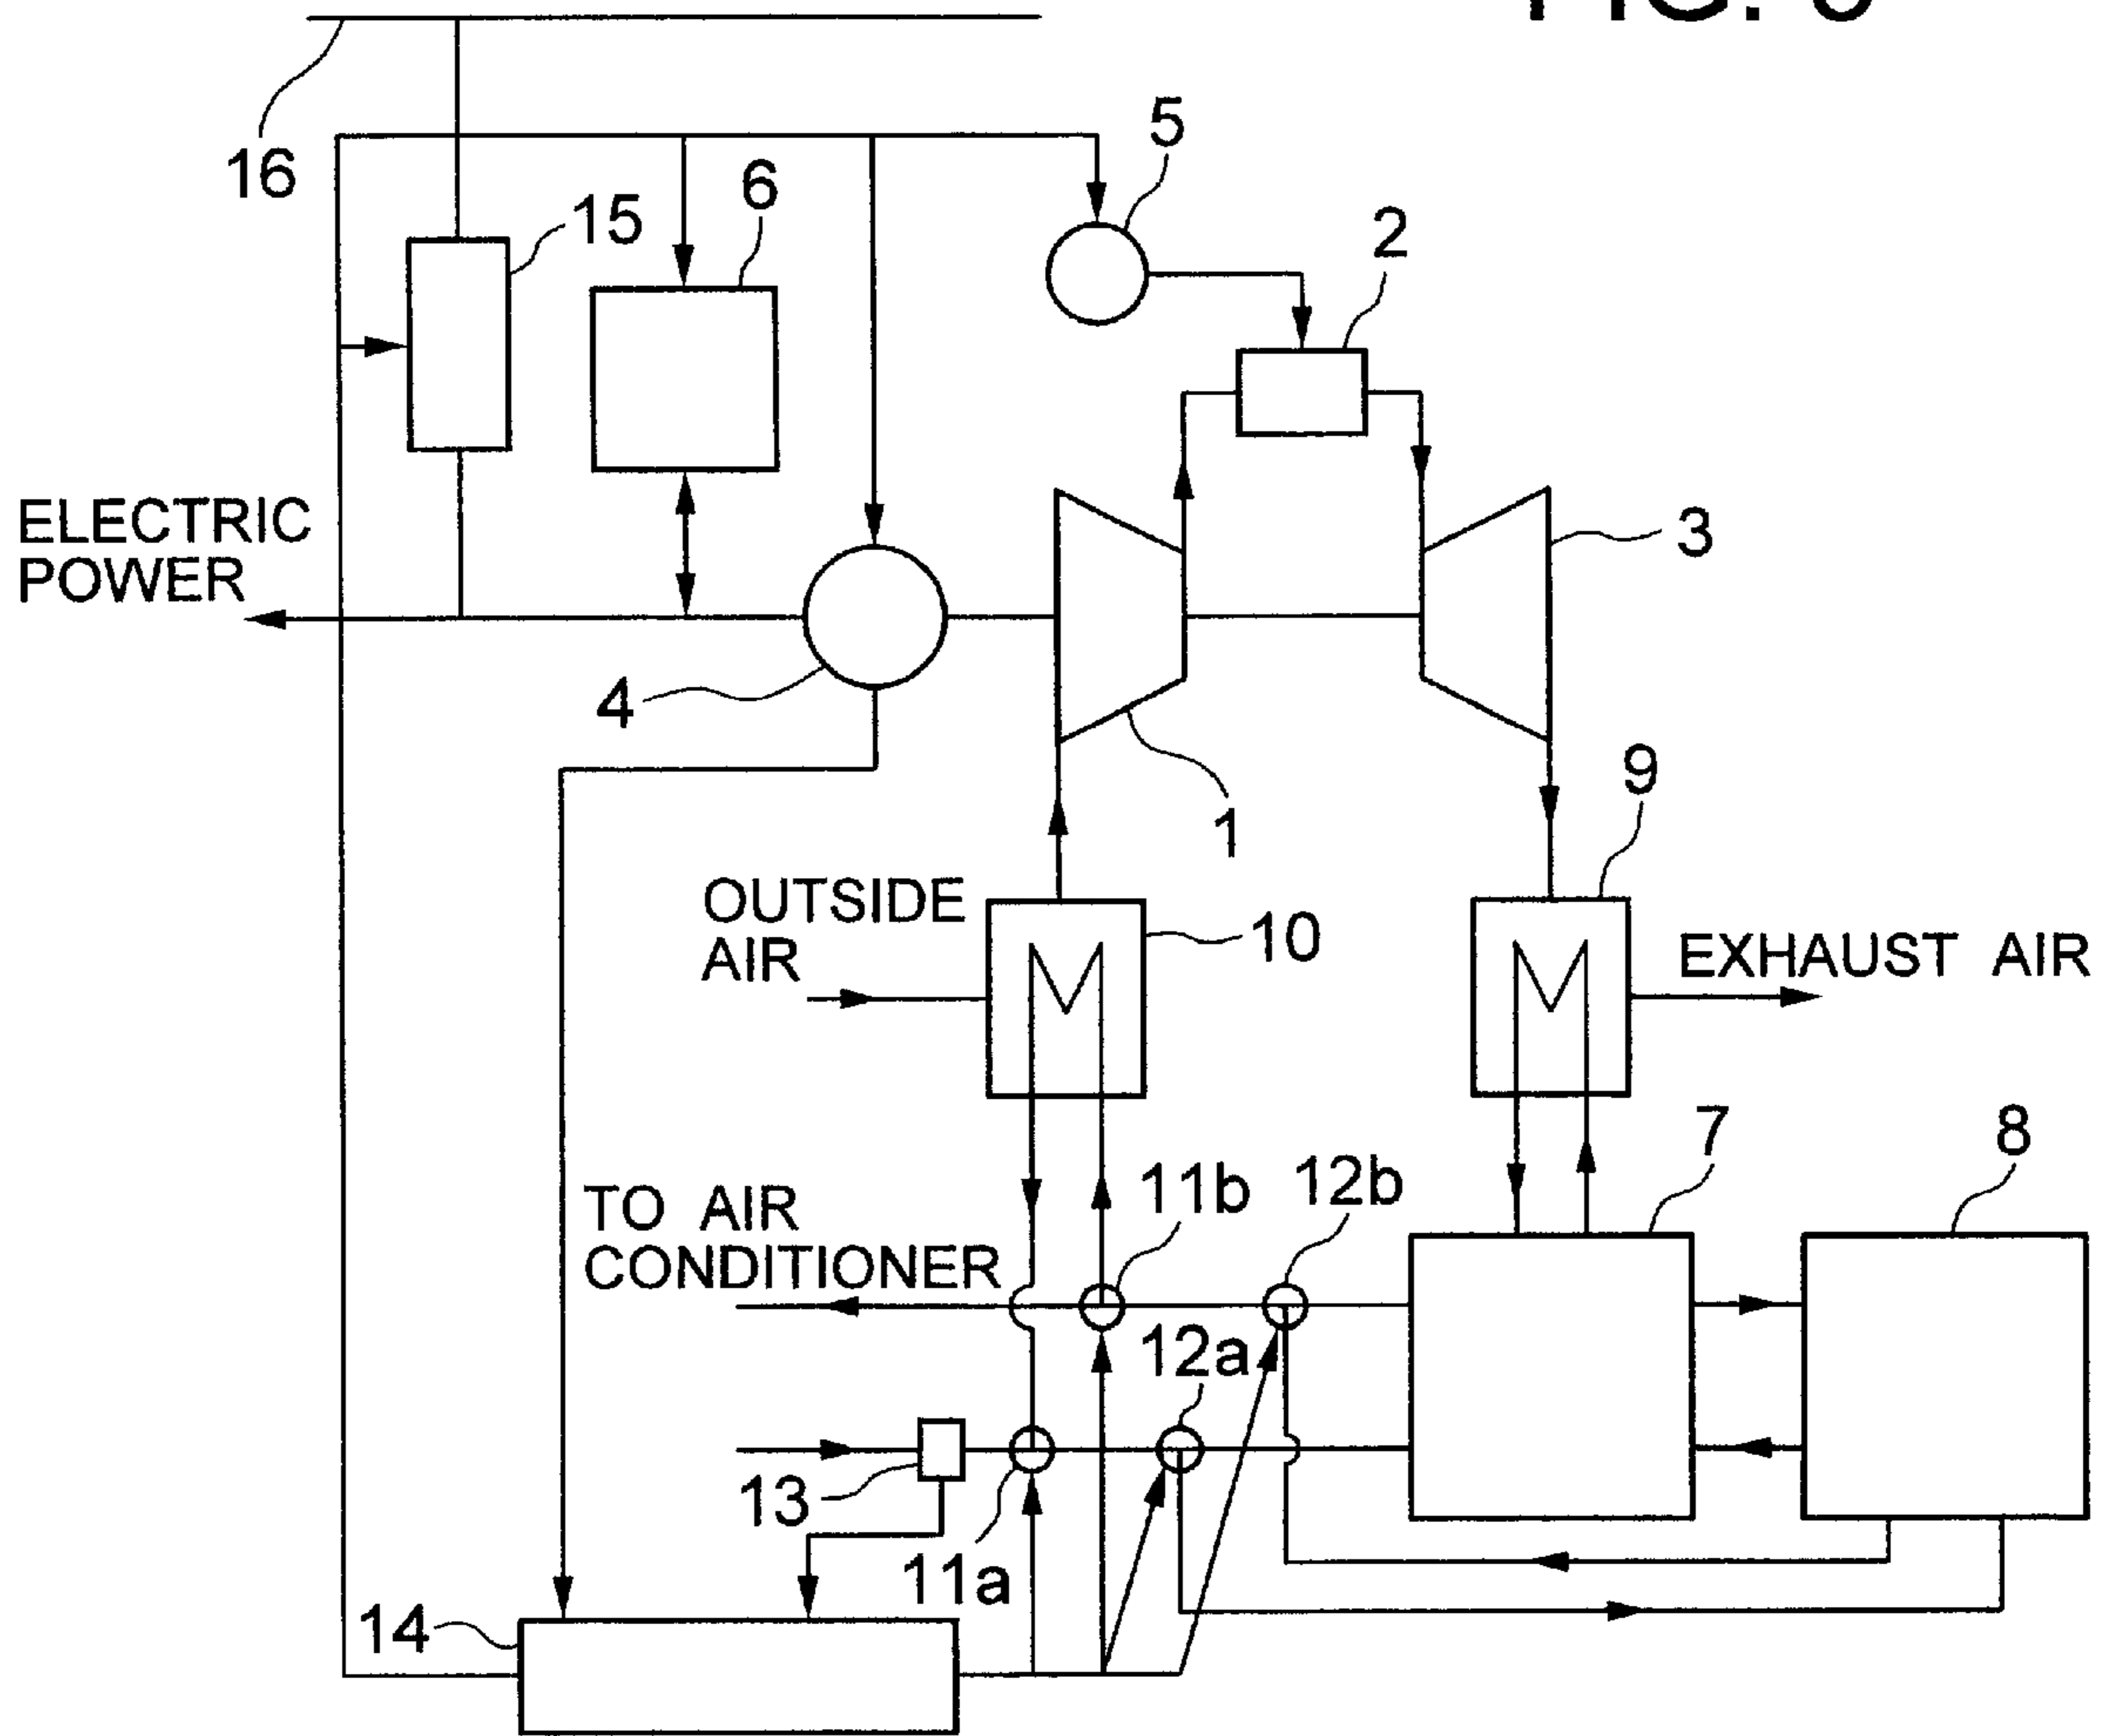 16
5
6
15
2
ELECTRIC
POWER
3
4
1
9
OUTSIDE
AIR
10
EXHAUST AIR
7
8
11b
12b
TO AIR
CONDITIONER
12a
13
11a
14